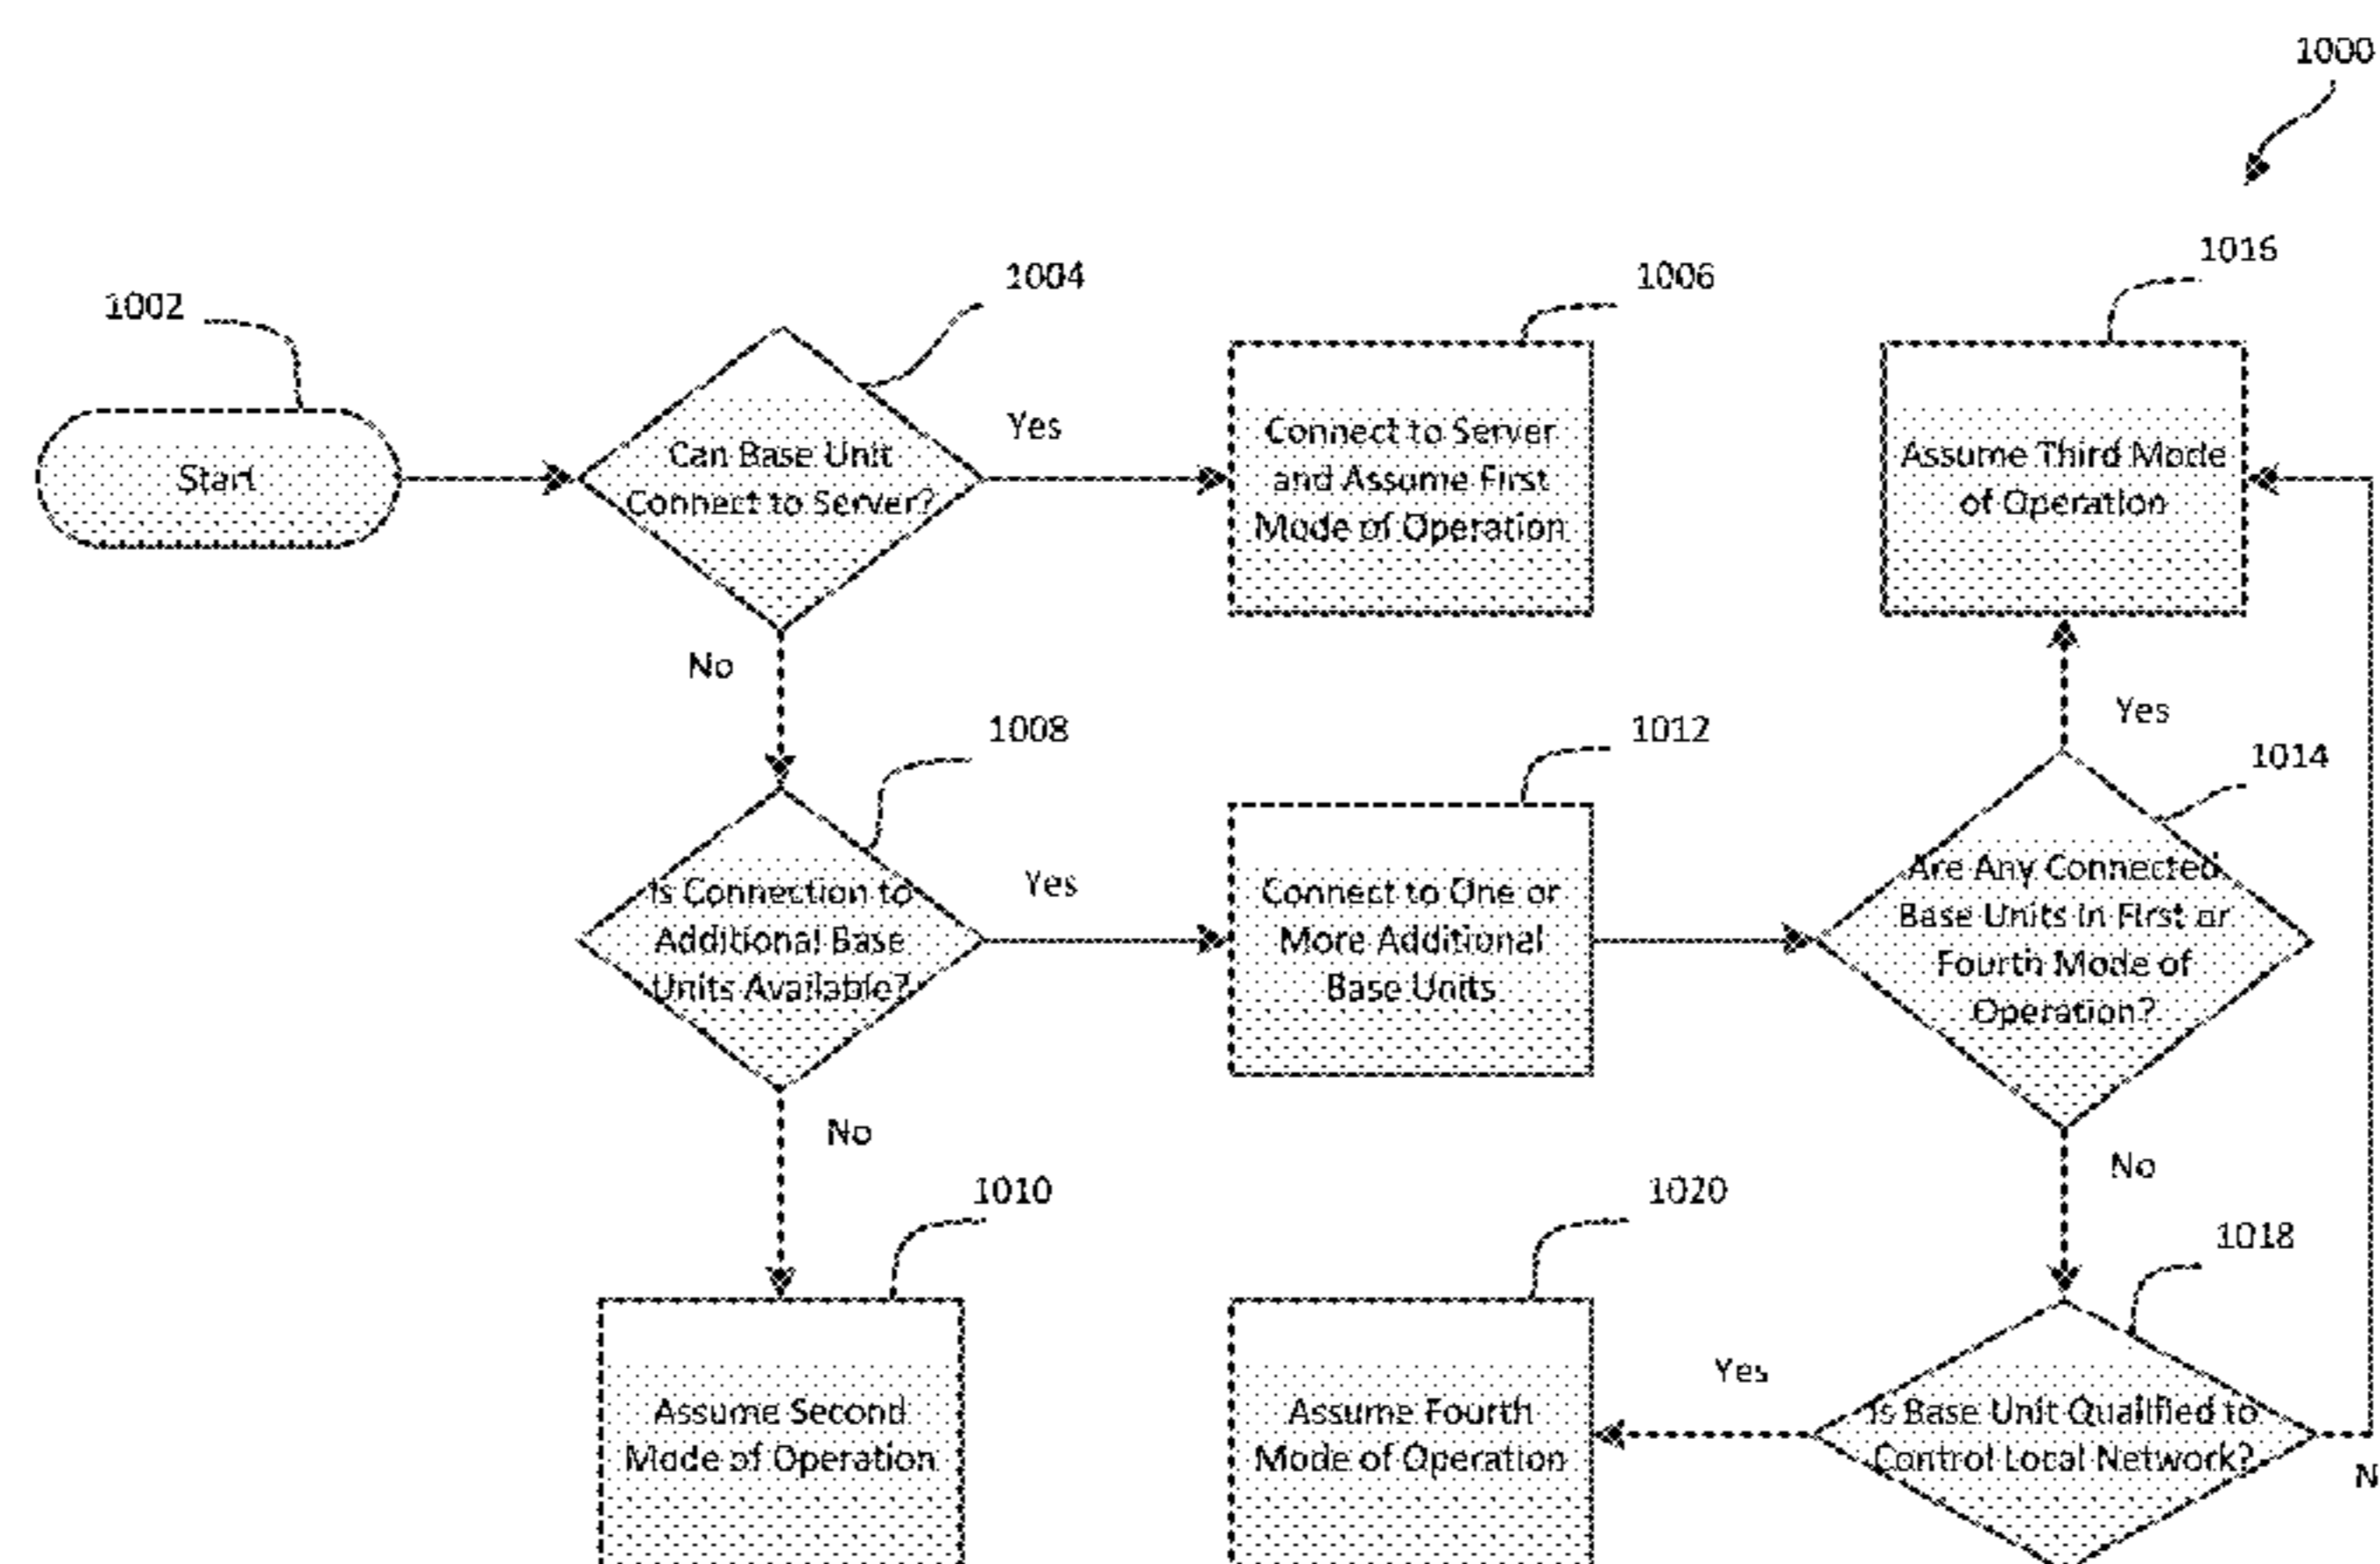 1000
1016
1004
1006
1002
Yes
Start
Can Base Unit
Connect to Server?
Connect to Server
and Assume First
Mode of Operation
Assume Third Mode
of Operation
No
Yes
1008
1012
1014
Is Connection to
Additional Base
Units Available?
Yes
Connect to One or
More Additional
Base Units
Are Any Connected
Base Units in First or
Fourth Mode of
Operation?
No
No
1010
1020
1018
Yes
Assume Second
Mode of Operation
Assume Fourth
Mode of Operation
Is Base Unit Qualified to
Control Local Network?
N